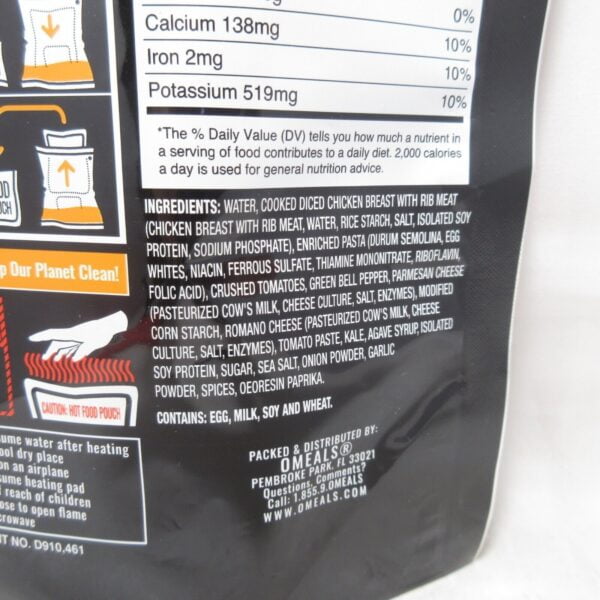 0%
Calcium 138mg 10%
Iron 2mg 10%
Potassium 519mg 10%
*The % Daily Value (DV) tells you how much a nutrient in
a serving of food contributes to a daily diet. 2,000 calories
a day is used for general nutrition advice.
INGREDIENTS: WATER, COOKED DICED CHICKEN BREAST WITH RIB MEAT
(CHICKEN BREAST WITH RIB MEAT, WATER, RICE STARCH, SALT, ISOLATED SOY
PROTEIN, SODIUM PHOSPHATE), ENRICHED PASTA (DURUM SEMOLINA, EGG
WHITES, NIACIN, FERROUS SULFATE, THIAMINE MONONITRATE, RIBOFLAVIN,
FOLIC ACID), CRUSHED TOMATOES, GREEN BELL PEPPER, PARMESAN CHEESE
(PASTEURIZED COW'S MILK, CHEESE CULTURE, SALT, ENZYMES), MODIFIED
CORN STARCH, ROMANO CHEESE (PASTEURIZED COW'S MILK, CHEESE
CULTURE, SALT, ENZYMES), TOMATO PASTE, KALE, AGAVE SYRUP, ISOLATED
SOY PROTEIN, SUGAR, SEA SALT, ONION POWDER, GARLIC
POWDER, SPICES, OEORESIN PAPRIKA.
CONTAINS: EGG, MILK, SOY AND WHEAT.
PACKED & DISTRIBUTED BY:
OMEALS®
PEMBROKE PARK, FL 33021
Questions, Comments?
Call: 1.855.9.OMEALS
WWW.OMEALS.COM
p Our Planet Clean!
CAUTION: HOT FOOD POUCH
ume water after heating
ool dry place
on an airplane
sume heating pad
reach of children
ose to open flame
crowave
NT NO. D910,461